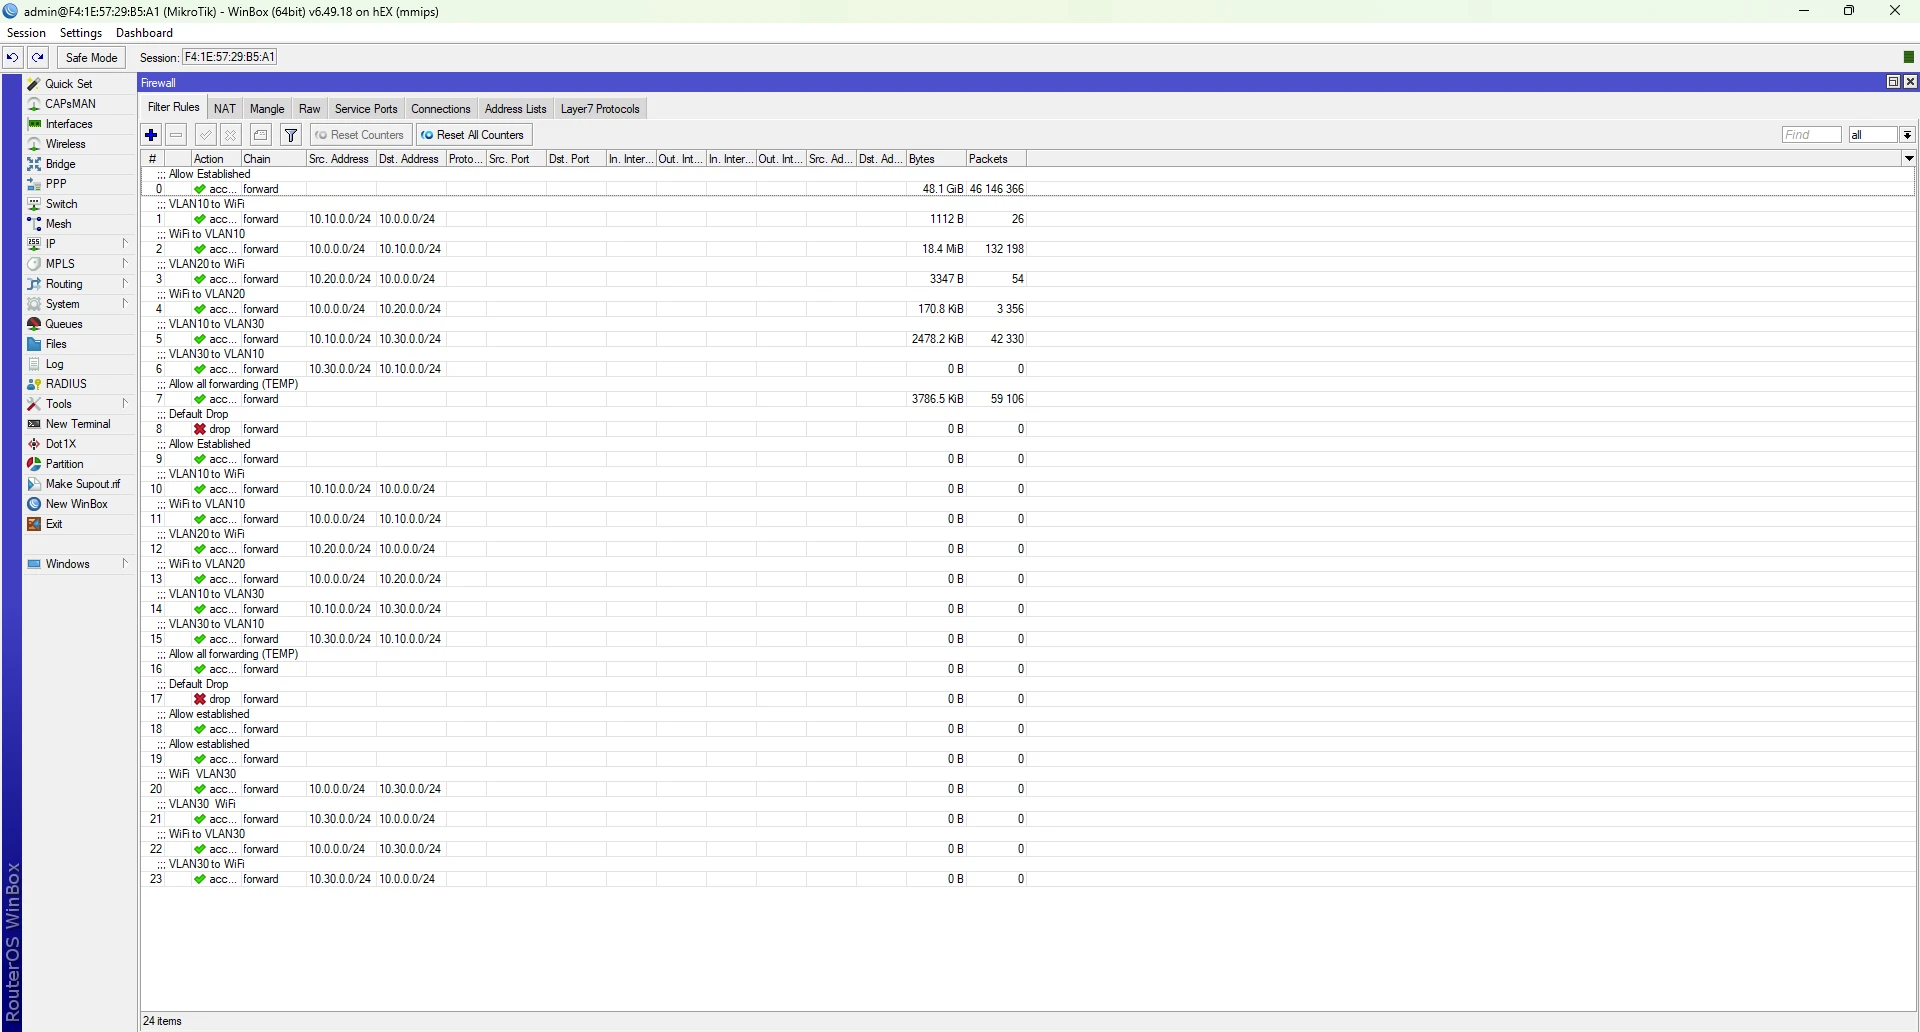 admin@F4:1E:57:29:B5:A1 (MikroTik) - WinBox (64bit) v6.49.18 on hEX (mmips)
Session Settings Dashboard
Safe Mode Session: F4:1E:57:29:B5:A1
Quick Set
CAPsMAN
Interfaces
Wireless
Bridge
PPP
Switch
Mesh
IP
MPLS
Routing
System
Queues
Files
Log
RADIUS
Tools
New Terminal
Dot1X
Partition
Make Supout.rif
New WinBox
Exit
Windows
RouterOS WinBox
Firewall
Filter Rules NAT Mangle Raw Service Ports Connections Address Lists Layer7 Protocols
Reset Counters Reset All Counters Find all
# Action Chain Src. Address Dst. Address Proto... Src. Port Dst. Port In. Inter... Out. Int... In. Inter... Out. Int... Src. Ad... Dst. Ad... Bytes Packets
;;; Allow Established
0 acc... forward 48.1 GiB 46 146 366
;;; VLAN10 to WiFi
1 acc... forward 10.10.0.0/24 10.0.0.0/24 1112 B 26
;;; WiFi to VLAN10
2 acc... forward 10.0.0.0/24 10.10.0.0/24 18.4 MiB 132 198
;;; VLAN20 to WiFi
3 acc... forward 10.20.0.0/24 10.0.0.0/24 3347 B 54
;;; WiFi to VLAN20
4 acc... forward 10.0.0.0/24 10.20.0.0/24 170.8 KiB 3 356
;;; VLAN10 to VLAN30
5 acc... forward 10.10.0.0/24 10.30.0.0/24 2478.2 KiB 42 330
;;; VLAN30 to VLAN10
6 acc... forward 10.30.0.0/24 10.10.0.0/24 0 B 0
;;; Allow all forwarding (TEMP)
7 acc... forward 3786.5 KiB 59 106
;;; Default Drop
8 drop forward 0 B 0
;;; Allow Established
9 acc... forward 0 B 0
;;; VLAN10 to WiFi
10 acc... forward 10.10.0.0/24 10.0.0.0/24 0 B 0
;;; WiFi to VLAN10
11 acc... forward 10.0.0.0/24 10.10.0.0/24 0 B 0
;;; VLAN20 to WiFi
12 acc... forward 10.20.0.0/24 10.0.0.0/24 0 B 0
;;; WiFi to VLAN20
13 acc... forward 10.0.0.0/24 10.20.0.0/24 0 B 0
;;; VLAN10 to VLAN30
14 acc... forward 10.10.0.0/24 10.30.0.0/24 0 B 0
;;; VLAN30 to VLAN10
15 acc... forward 10.30.0.0/24 10.10.0.0/24 0 B 0
;;; Allow all forwarding (TEMP)
16 acc... forward 0 B 0
;;; Default Drop
17 drop forward 0 B 0
;;; Allow established
18 acc... forward 0 B 0
;;; Allow established
19 acc... forward 0 B 0
;;; WiFi VLAN30
20 acc... forward 10.0.0.0/24 10.30.0.0/24 0 B 0
;;; VLAN30 WiFi
21 acc... forward 10.30.0.0/24 10.0.0.0/24 0 B 0
;;; WiFi to VLAN30
22 acc... forward 10.0.0.0/24 10.30.0.0/24 0 B 0
;;; VLAN30 to WiFi
23 acc... forward 10.30.0.0/24 10.0.0.0/24 0 B 0
24 items